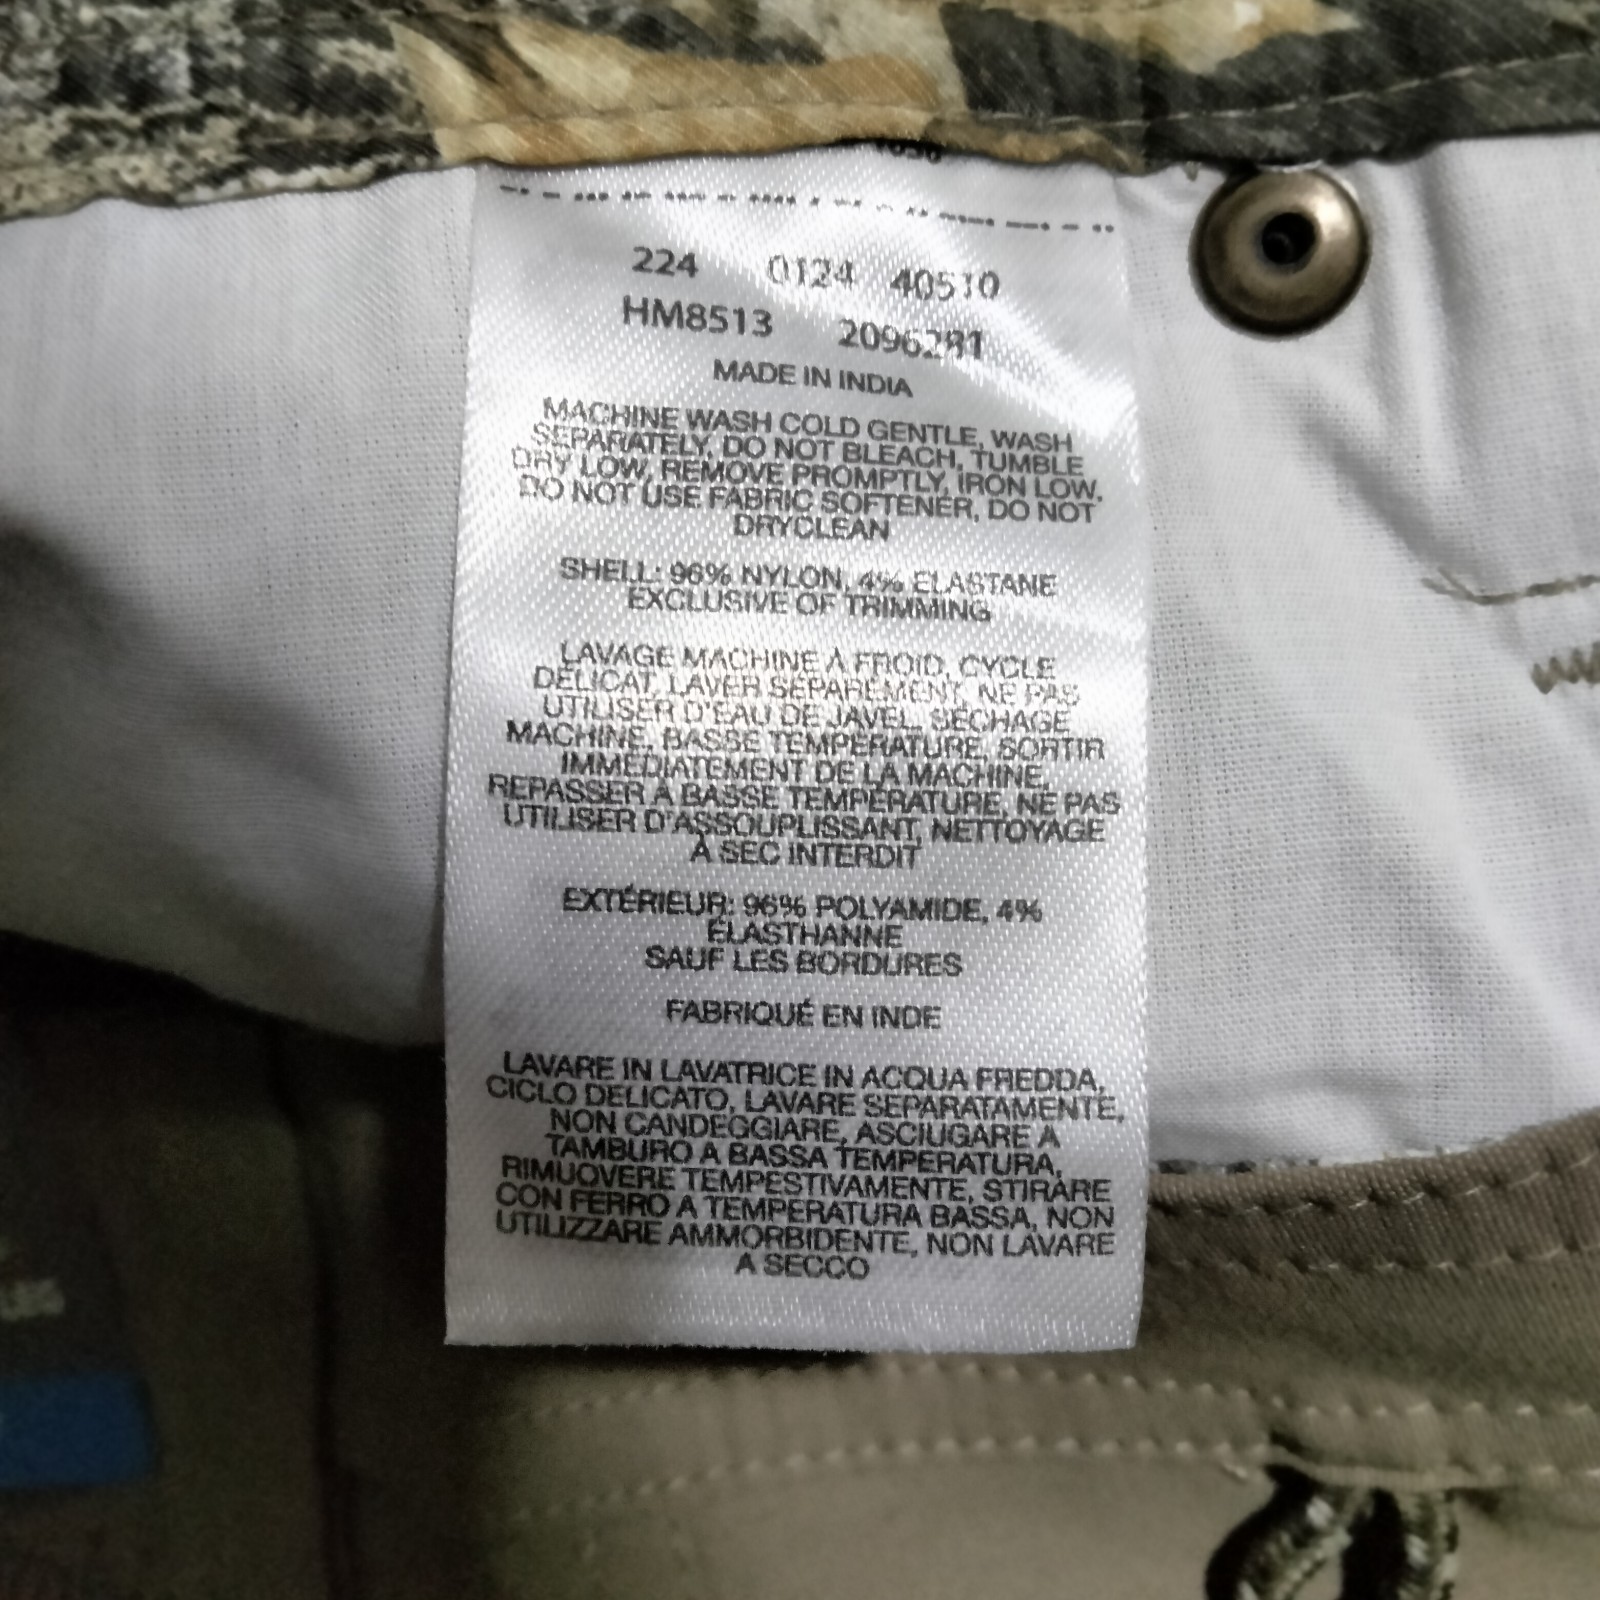 224 0124 40510
HM8513 2096281
MADE IN INDIA
MACHINE WASH COLD GENTLE, WASH
SEPARATELY, DO NOT BLEACH, TUMBLE
DRY LOW, REMOVE PROMPTLY, IRON LOW,
DO NOT USE FABRIC SOFTENER, DO NOT
DRYCLEAN
SHELL: 96% NYLON, 4% ELASTANE
EXCLUSIVE OF TRIMMING
LAVAGE MACHINE À FROID, CYCLE
DÉLICAT, LAVER SÉPARÉMENT, NE PAS
UTILISER D'EAU DE JAVEL, SÉCHAGE
MACHINE, BASSE TEMPÉRATURE, SORTIR
IMMÉDIATEMENT DE LA MACHINE,
REPASSER À BASSE TEMPÉRATURE, NE PAS
UTILISER D'ASSOUPLISSANT, NETTOYAGE
À SEC INTERDIT
EXTÉRIEUR: 96% POLYAMIDE, 4%
ÉLASTHANNE
SAUF LES BORDURES
FABRIQUÉ EN INDE
LAVARE IN LAVATRICE IN ACQUA FREDDA,
CICLO DELICATO, LAVARE SEPARATAMENTE,
NON CANDEGGIARE, ASCIUGARE A
TAMBURO A BASSA TEMPERATURA,
RIMUOVERE TEMPESTIVAMENTE, STIRARE
CON FERRO A TEMPERATURA BASSA, NON
UTILIZZARE AMMORBIDENTE, NON LAVARE
A SECCO